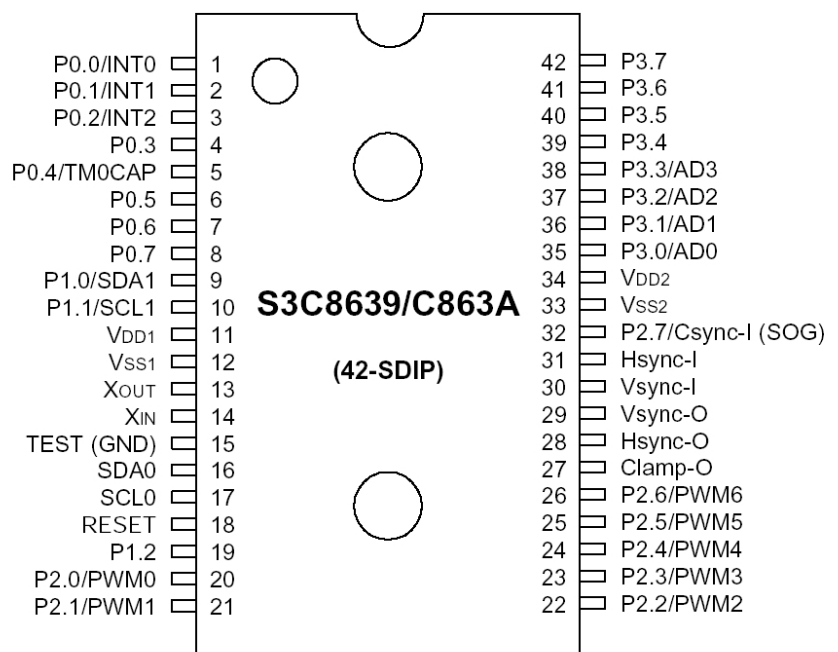 P0.0/INT0 1
P0.1/INT1 2
P0.2/INT2 3
P0.3 4
P0.4/TM0CAP 5
P0.5 6
P0.6 7
P0.7 8
P1.0/SDA1 9
P1.1/SCL1 10
VDD1 11
VSS1 12
XOUT 13
XIN 14
TEST (GND) 15
SDA0 16
SCL0 17
RESET 18
P1.2 19
P2.0/PWM0 20
P2.1/PWM1 21
S3C8639/C863A
(42-SDIP)
42 P3.7
41 P3.6
40 P3.5
39 P3.4
38 P3.3/AD3
37 P3.2/AD2
36 P3.1/AD1
35 P3.0/AD0
34 VDD2
33 VSS2
32 P2.7/Csync-I (SOG)
31 Hsync-I
30 Vsync-I
29 Vsync-O
28 Hsync-O
27 Clamp-O
26 P2.6/PWM6
25 P2.5/PWM5
24 P2.4/PWM4
23 P2.3/PWM3
22 P2.2/PWM2